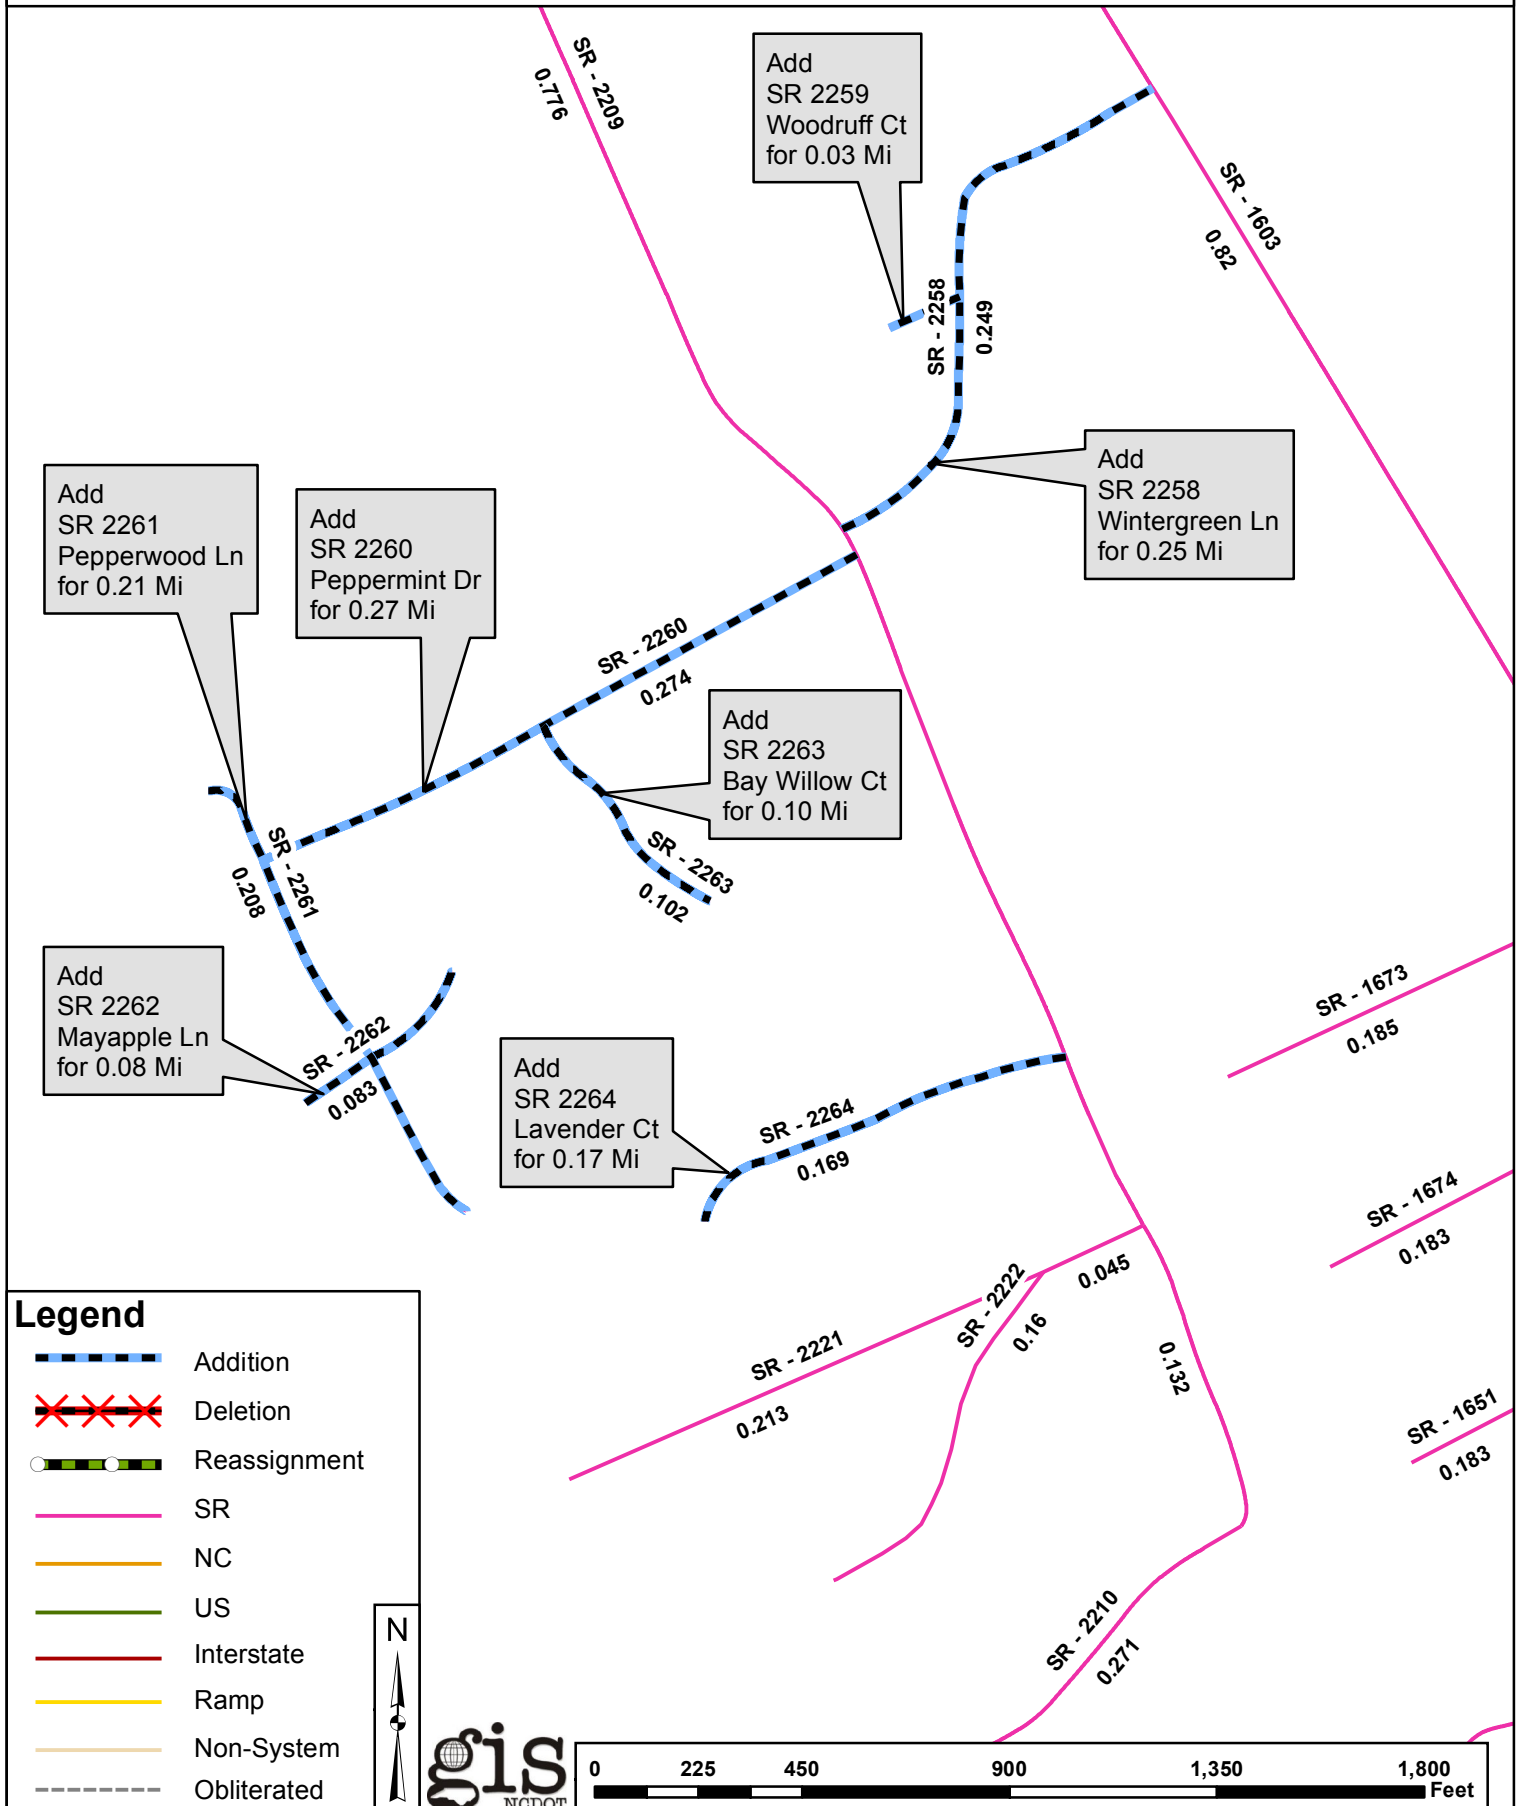 SR - 2209
0.776
Add
SR 2259
Woodruff Ct
for 0.03 Mi
SR - 1603
0.82
SR - 2258
0.249
Add
SR 2258
Wintergreen Ln
for 0.25 Mi
Add
SR 2261
Pepperwood Ln
for 0.21 Mi
Add
SR 2260
Peppermint Dr
for 0.27 Mi
SR - 2260
0.274
Add
SR 2263
Bay Willow Ct
for 0.10 Mi
SR - 2263
0.102
SR - 2261
0.208
Add
SR 2262
Mayapple Ln
for 0.08 Mi
SR - 2262
0.083
Add
SR 2264
Lavender Ct
for 0.17 Mi
SR - 2264
0.169
SR - 1673
0.185
SR - 1674
0.183
SR - 2222
0.16
0.045
SR - 2221
0.213
0.132
SR - 1651
0.183
SR - 2210
0.271
Legend
Addition
Deletion
Reassignment
SR
NC
US
Interstate
Ramp
Non-System
Obliterated
N
gis
NCDOT
0 225 450 900 1,350 1,800
Feet